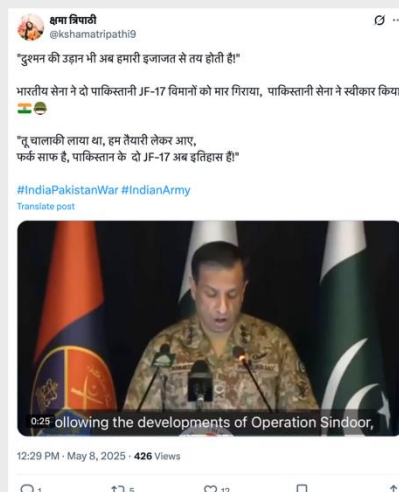 क्षमा त्रिपाठी
@kshamatripathi9
"दुश्मन की उड़ान भी अब हमारी इजाजत से तय होती है!"
भारतीय सेना ने दो पाकिस्तानी JF-17 विमानों को मार गिराया, पाकिस्तानी सेना ने स्वीकार किया
"तू चालाकी लाया था, हम तैयारी लेकर आए,
फर्क साफ है, पाकिस्तान के दो JF-17 अब इतिहास हैं!"
#IndiaPakistanWar #IndianArmy
Translate post
0:25 ollowing the developments of Operation Sindoor,
12:29 PM · May 8, 2025 · 426 Views
1 5 12